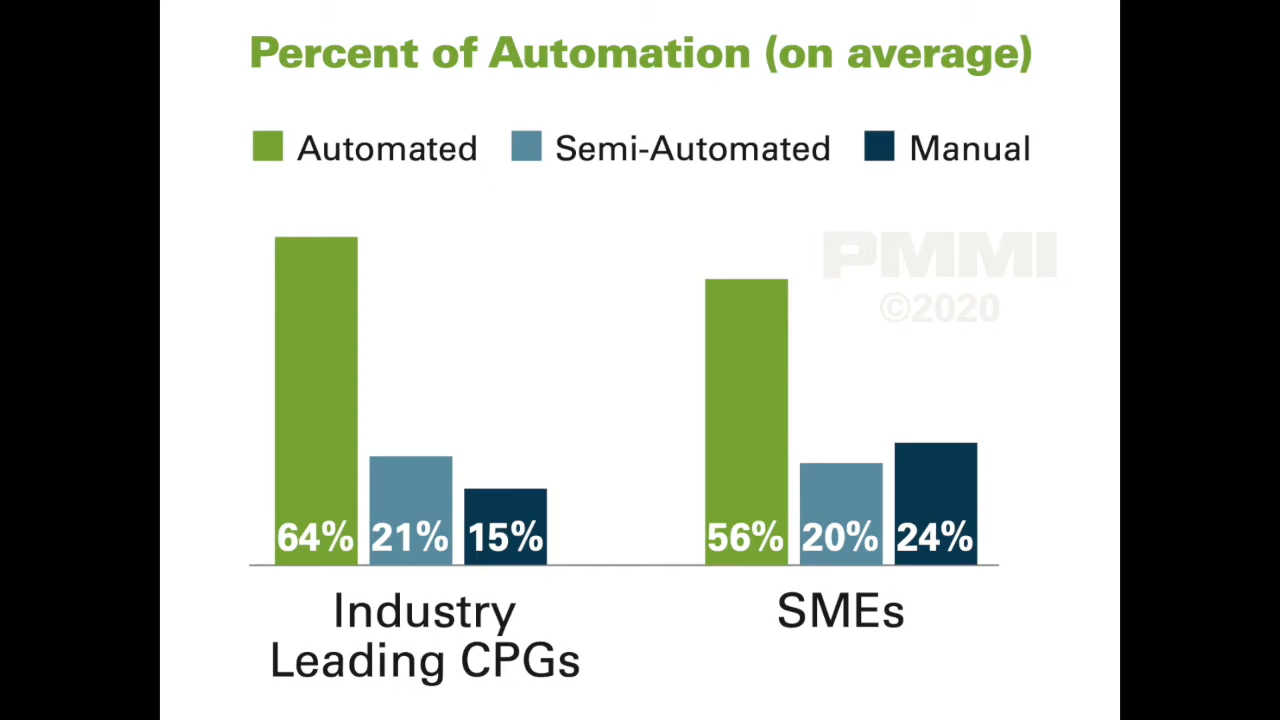 Percent of Automation (on average)
Automated Semi-Automated Manual
PMMI
©2020
64% 21% 15% 56% 20% 24%
Industry
Leading CPGs
SMEs